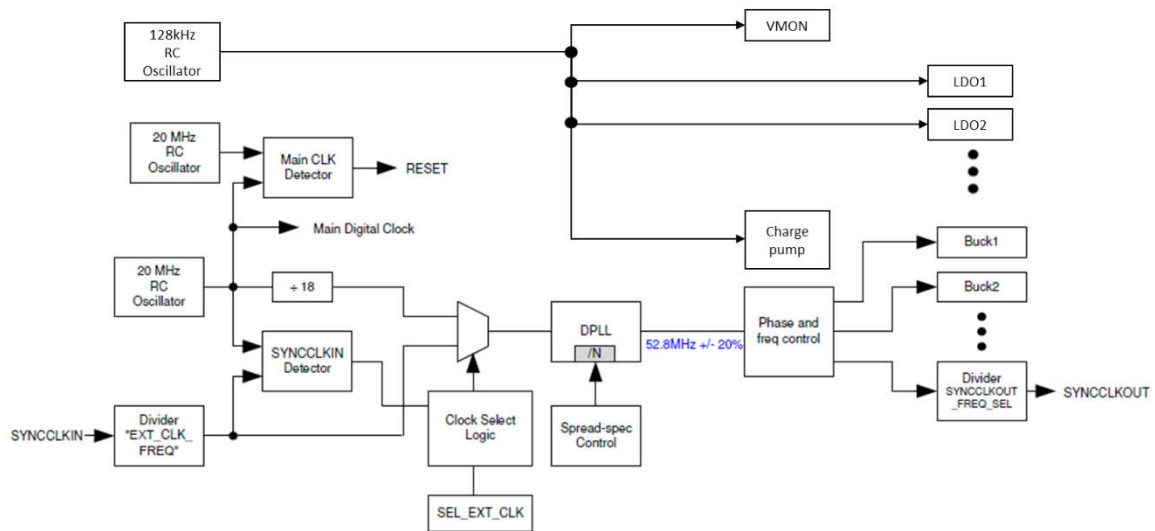 128kHz
RC
Oscillator
VMON
LDO1
LDO2
20 MHz
RC
Oscillator
Main CLK
Detector
RESET
Main Digital Clock
Charge
pump
20 MHz
RC
Oscillator
÷ 18
SYNCCLKIN
Detector
DPLL
/N
52.8MHz +/- 20%
Phase and
freq control
Buck1
Buck2
SYNCCLKIN
Divider
"EXT_CLK_
FREQ"
Clock Select
Logic
Spread-spec
Control
Divider
SYNCCLKOUT
_FREQ_SEL
SYNCCLKOUT
SEL_EXT_CLK